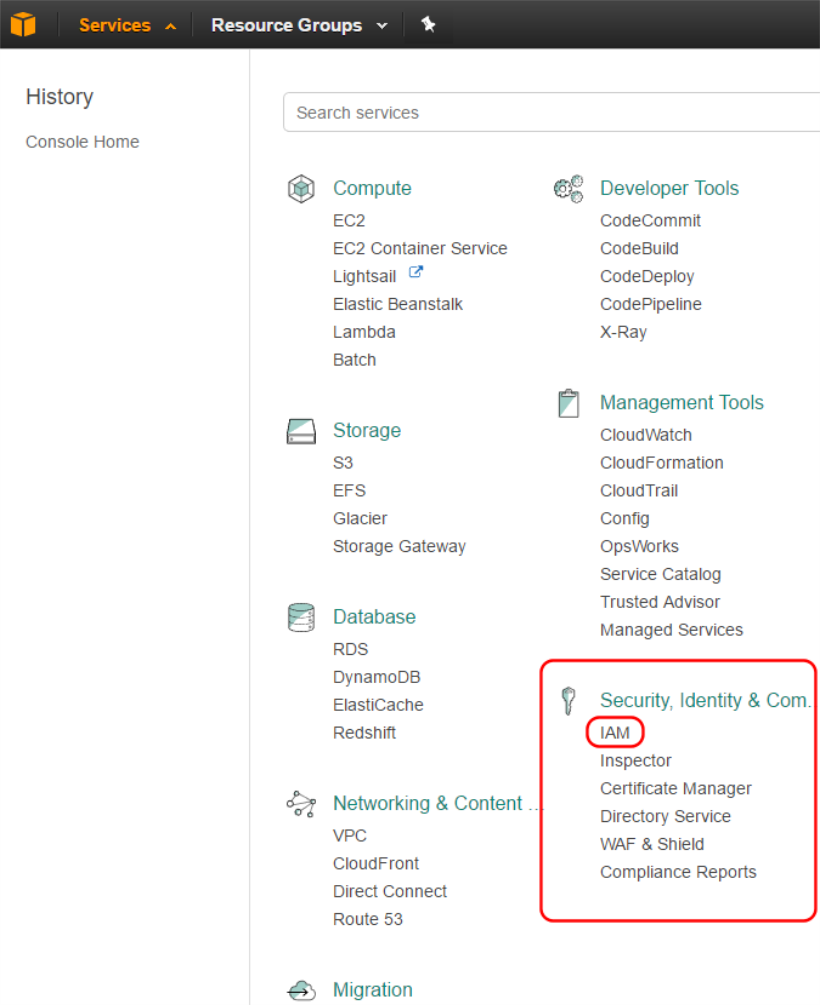 Services
Resource Groups
History
Console Home
Search services
Compute
EC2
EC2 Container Service
Lightsail
Elastic Beanstalk
Lambda
Batch
Storage
S3
EFS
Glacier
Storage Gateway
Database
RDS
DynamoDB
ElastiCache
Redshift
Networking & Content ...
VPC
CloudFront
Direct Connect
Route 53
Migration
Developer Tools
CodeCommit
CodeBuild
CodeDeploy
CodePipeline
X-Ray
Management Tools
CloudWatch
CloudFormation
CloudTrail
Config
OpsWorks
Service Catalog
Trusted Advisor
Managed Services
Security, Identity & Com.
IAM
Inspector
Certificate Manager
Directory Service
WAF & Shield
Compliance Reports